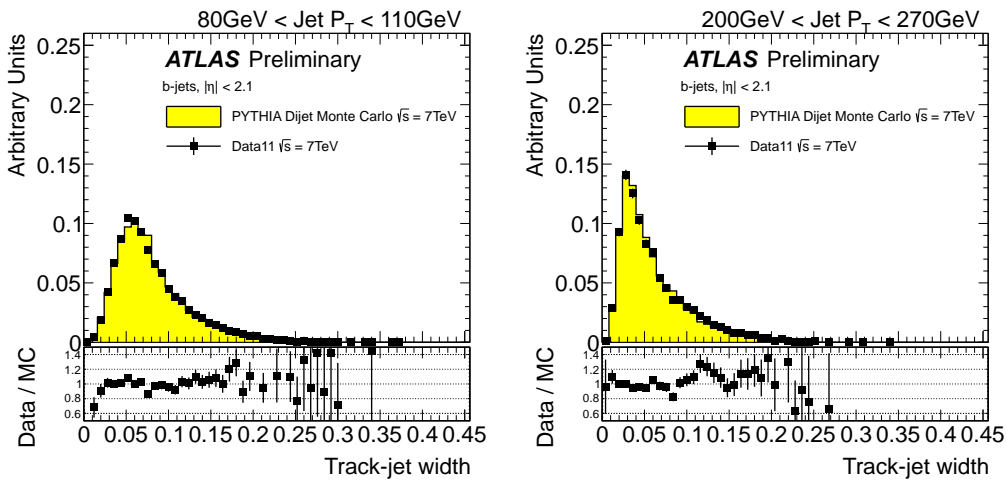 80GeV < Jet P_T < 110GeV
Arbitrary Units
0.25
0.2
0.15
0.1
0.05
0
ATLAS Preliminary
b-jets, |η| < 2.1
PYTHIA Dijet Monte Carlo √s = 7TeV
Data11 √s = 7TeV
Data / MC
1.4
1.2
1
0.8
0.6
0 0.05 0.1 0.15 0.2 0.25 0.3 0.35 0.4 0.45
Track-jet width
200GeV < Jet P_T < 270GeV
Arbitrary Units
0.25
0.2
0.15
0.1
0.05
0
ATLAS Preliminary
b-jets, |η| < 2.1
PYTHIA Dijet Monte Carlo √s = 7TeV
Data11 √s = 7TeV
Data / MC
1.4
1.2
1
0.8
0.6
0 0.05 0.1 0.15 0.2 0.25 0.3 0.35 0.4 0.45
Track-jet width